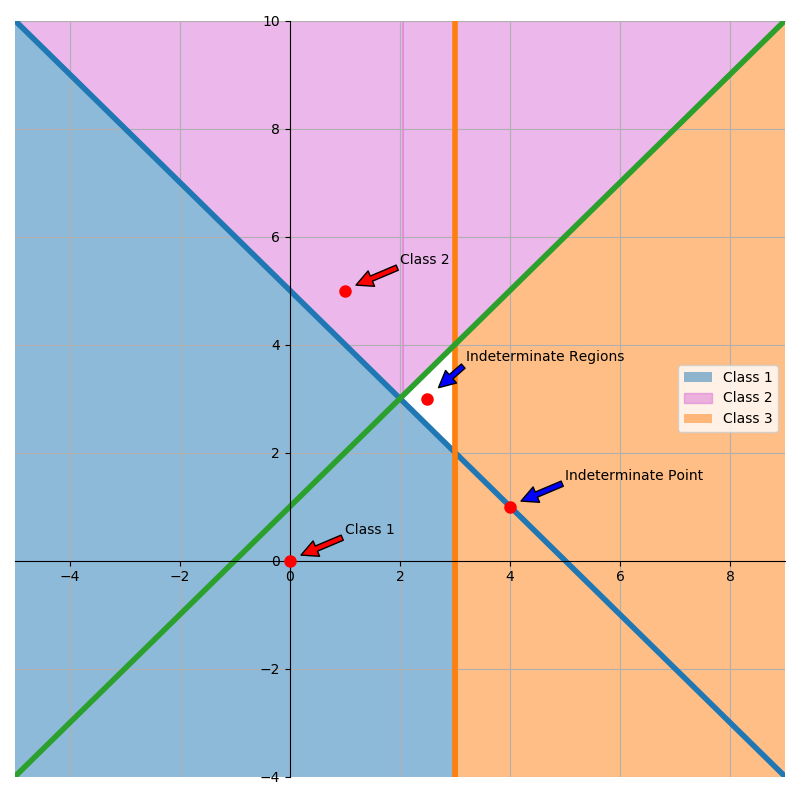 10
8
6
Class 2
4
Indeterminate Regions
Class 1
Class 2
Class 3
2
Indeterminate Point
Class 1
0
−4
−2
0
2
4
6
8
−2
−4